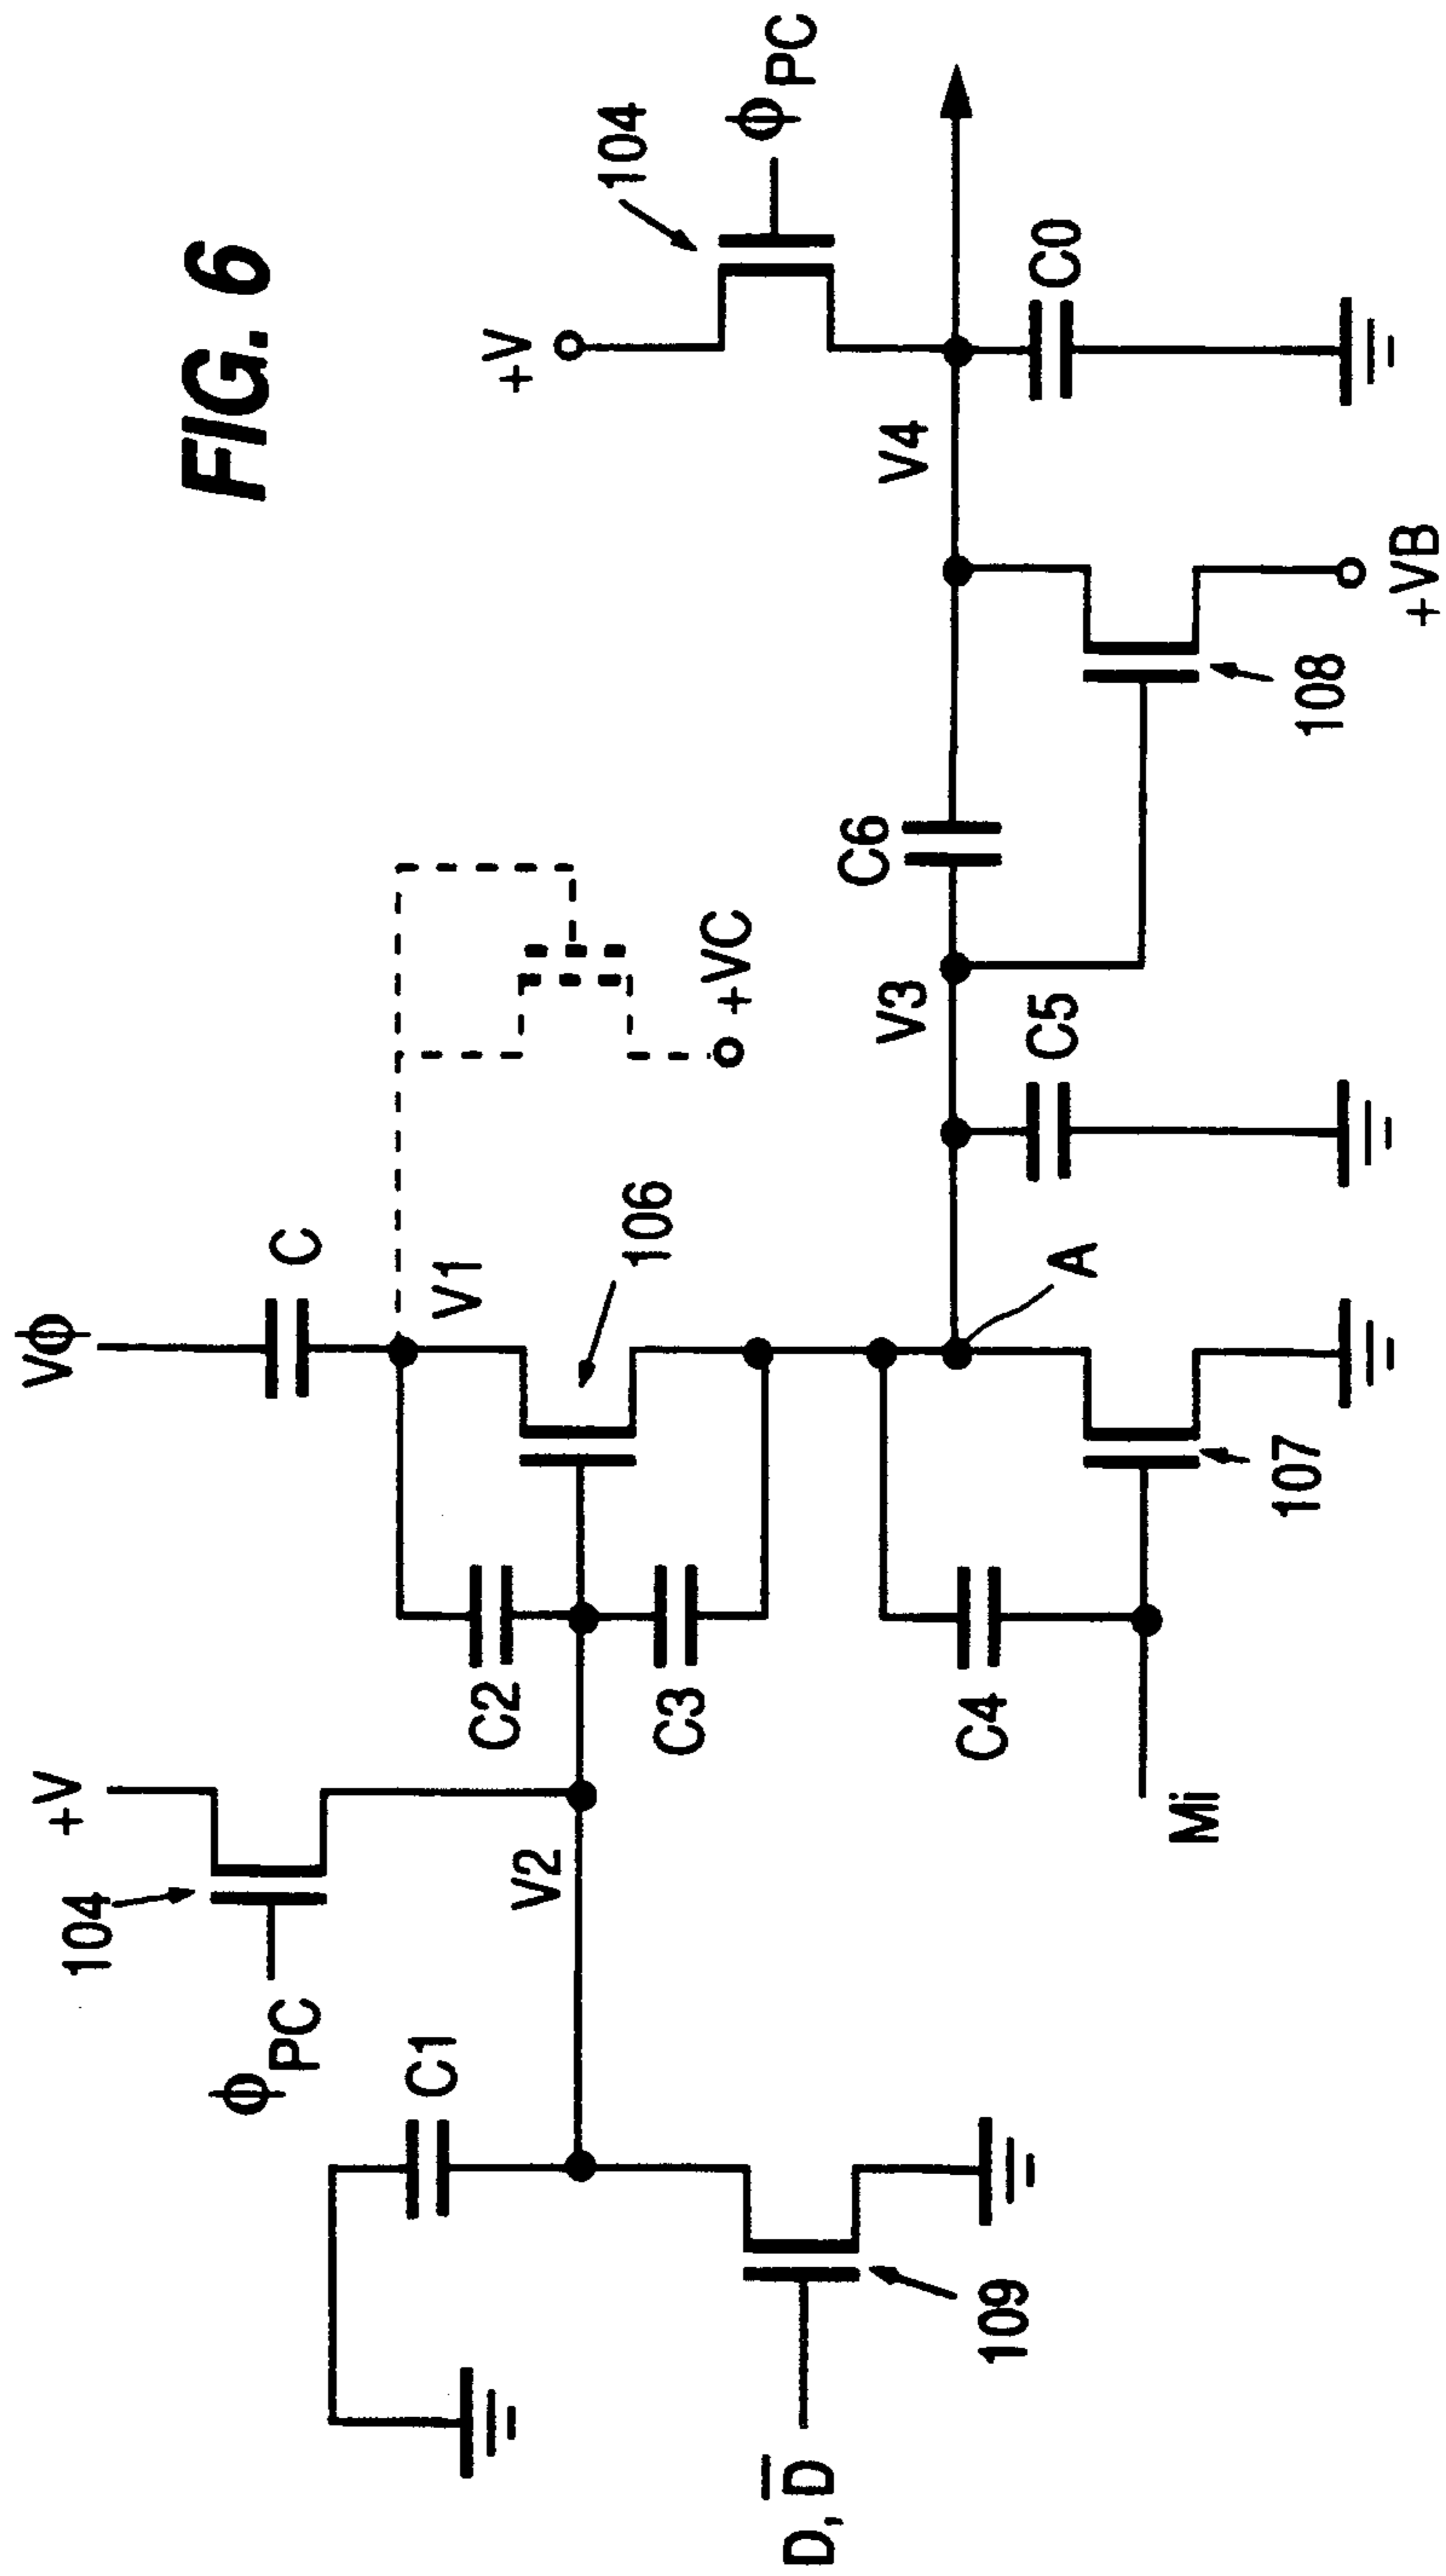 FIG. 6
Vϕ
C
V1
+V
104
ϕPC
V2
C1
C2
C3
106
+VC
D, D̅
109
Mi
C4
107
A
C5
V3
C6
108
+VB
V4
+V
104
ϕPC
C0